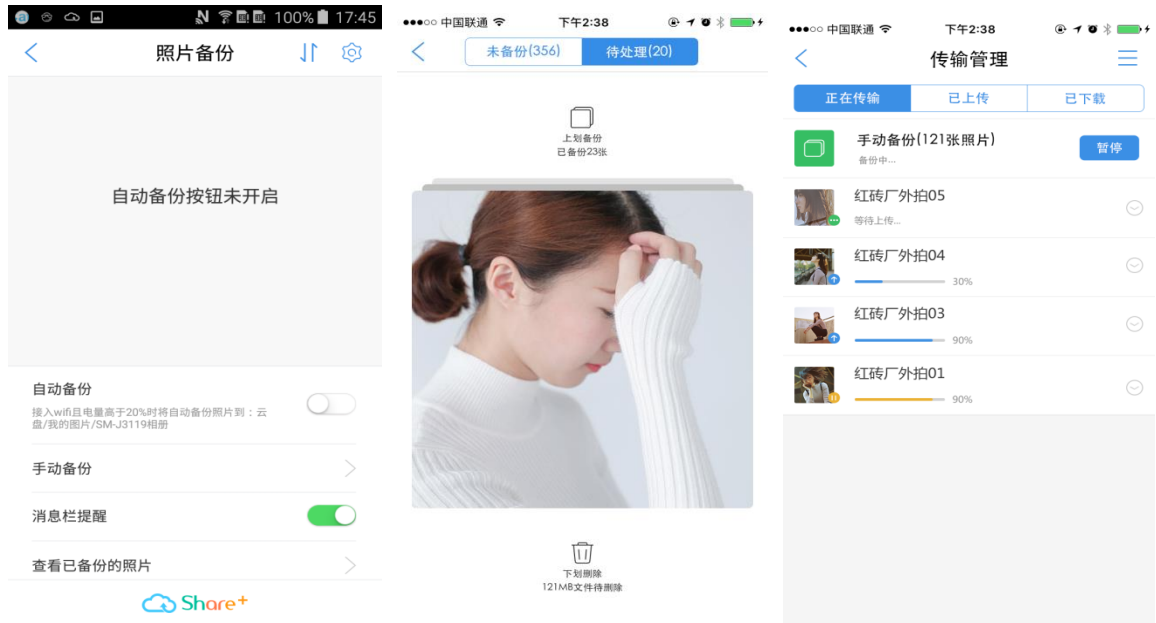 100% 17:45
照片备份
自动备份按钮未开启
自动备份
接入wifi且电量高于20%时将自动备份照片到：云
盘/我的图片/SM-J3119相册
手动备份
消息栏提醒
查看已备份的照片
Share+
中国联通 下午2:38
未备份(356) 待处理(20)
上划备份
已备份23张
下划删除
121MB文件待删除
中国联通 下午2:38
传输管理
正在传输 已上传 已下载
手动备份(121张照片)
备份中...
暂停
红砖厂外拍05
等待上传...
红砖厂外拍04
30%
红砖厂外拍03
90%
红砖厂外拍01
90%